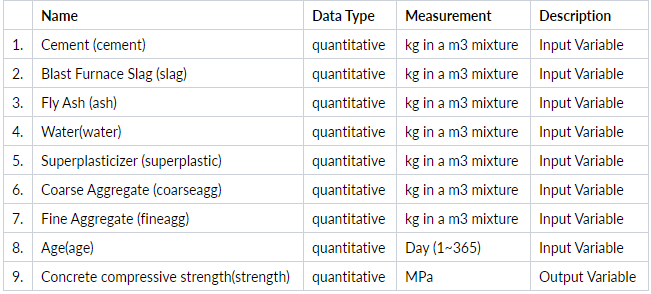 Name Data Type Measurement Description
1. Cement (cement) quantitative kg in a m3 mixture Input Variable
2. Blast Furnace Slag (slag) quantitative kg in a m3 mixture Input Variable
3. Fly Ash (ash) quantitative kg in a m3 mixture Input Variable
4. Water(water) quantitative kg in a m3 mixture Input Variable
5. Superplasticizer (superplastic) quantitative kg in a m3 mixture Input Variable
6. Coarse Aggregate (coarseagg) quantitative kg in a m3 mixture Input Variable
7. Fine Aggregate (fineagg) quantitative kg in a m3 mixture Input Variable
8. Age(age) quantitative Day (1~365) Input Variable
9. Concrete compressive strength(strength) quantitative MPa Output Variable